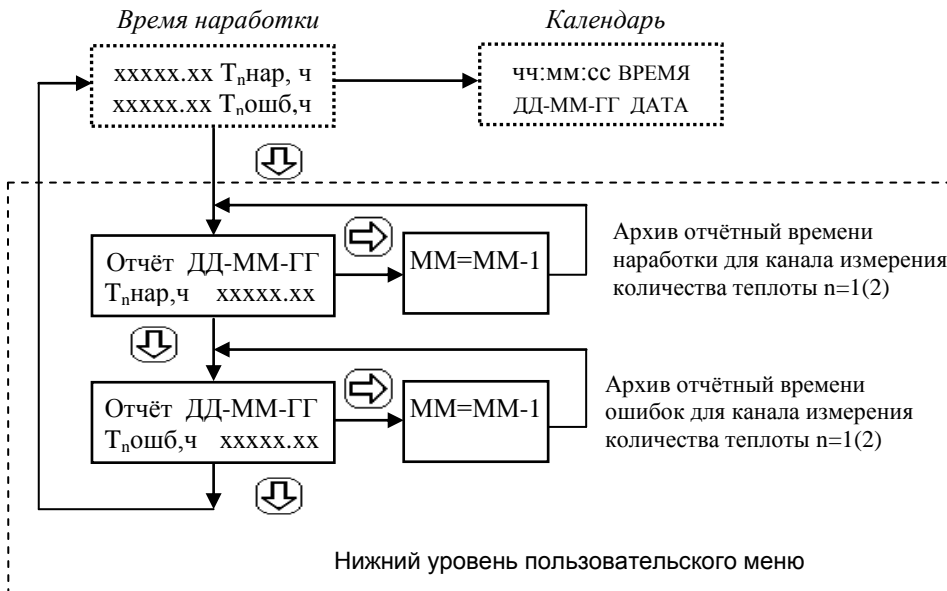 Время наработки
Календарь
xxxxx.xx Tnнар, ч
xxxxx.xx Tnошб,ч
чч:мм:сс ВРЕМЯ
ДД-ММ-ГГ ДАТА
Отчёт ДД-ММ-ГГ
Tnнар,ч xxxxx.xx
ММ=ММ-1
Архив отчётный времени
наработки для канала измерения
количества теплоты n=1(2)
Отчёт ДД-ММ-ГГ
Tnошб,ч xxxxx.xx
ММ=ММ-1
Архив отчётный времени
ошибок для канала измерения
количества теплоты n=1(2)
Нижний уровень пользовательского меню